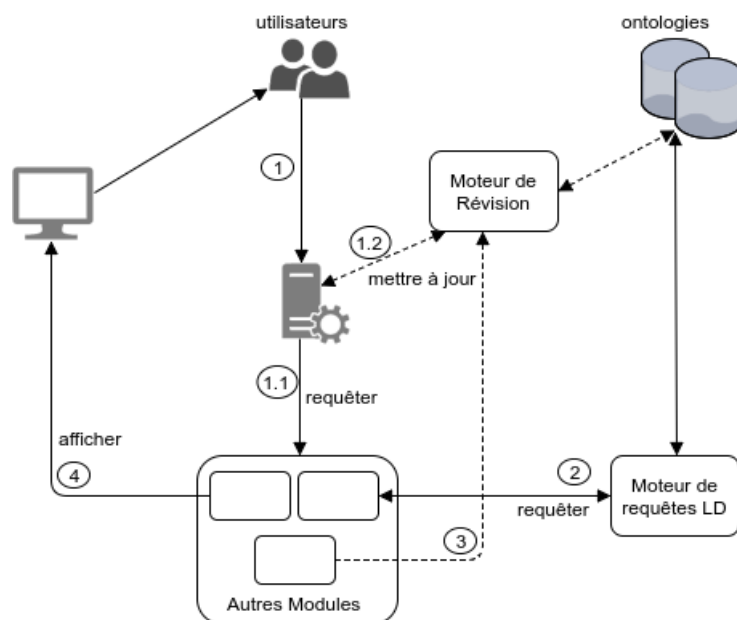 utilisateurs
ontologies
1
Moteur de
Révision
1.2
mettre à jour
1.1
requêter
afficher
4
2
requêter
Moteur de
requêtes LD
3
Autres Modules